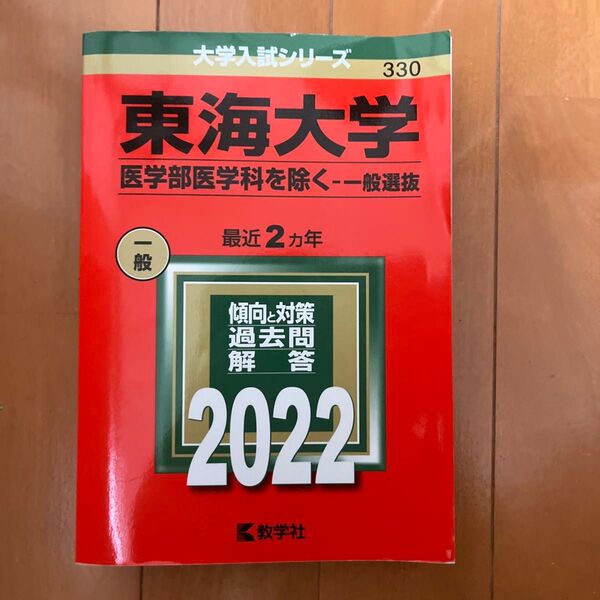 大学入試シリーズ
330
東海大学
医学部医学科を除く-一般選抜
最近2カ年
一般
傾向と対策
過去問
解答
2022
教学社